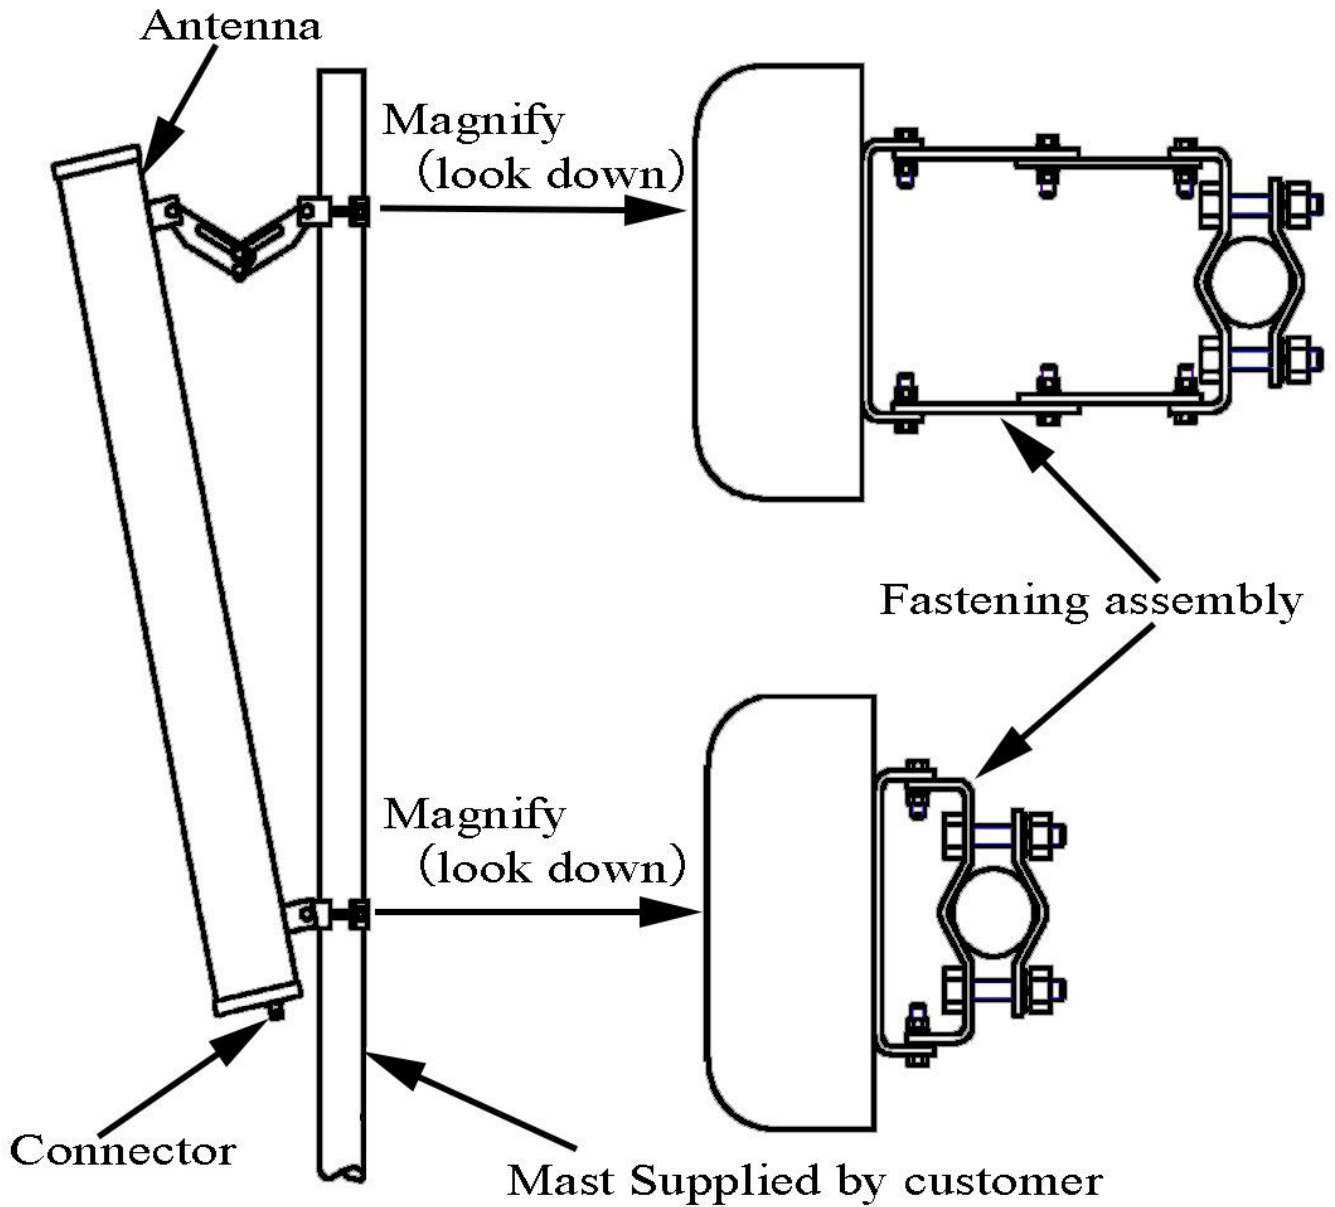 Antenna
Magnify
(look down)
Fastening assembly
Magnify
(look down)
Connector
Mast Supplied by customer